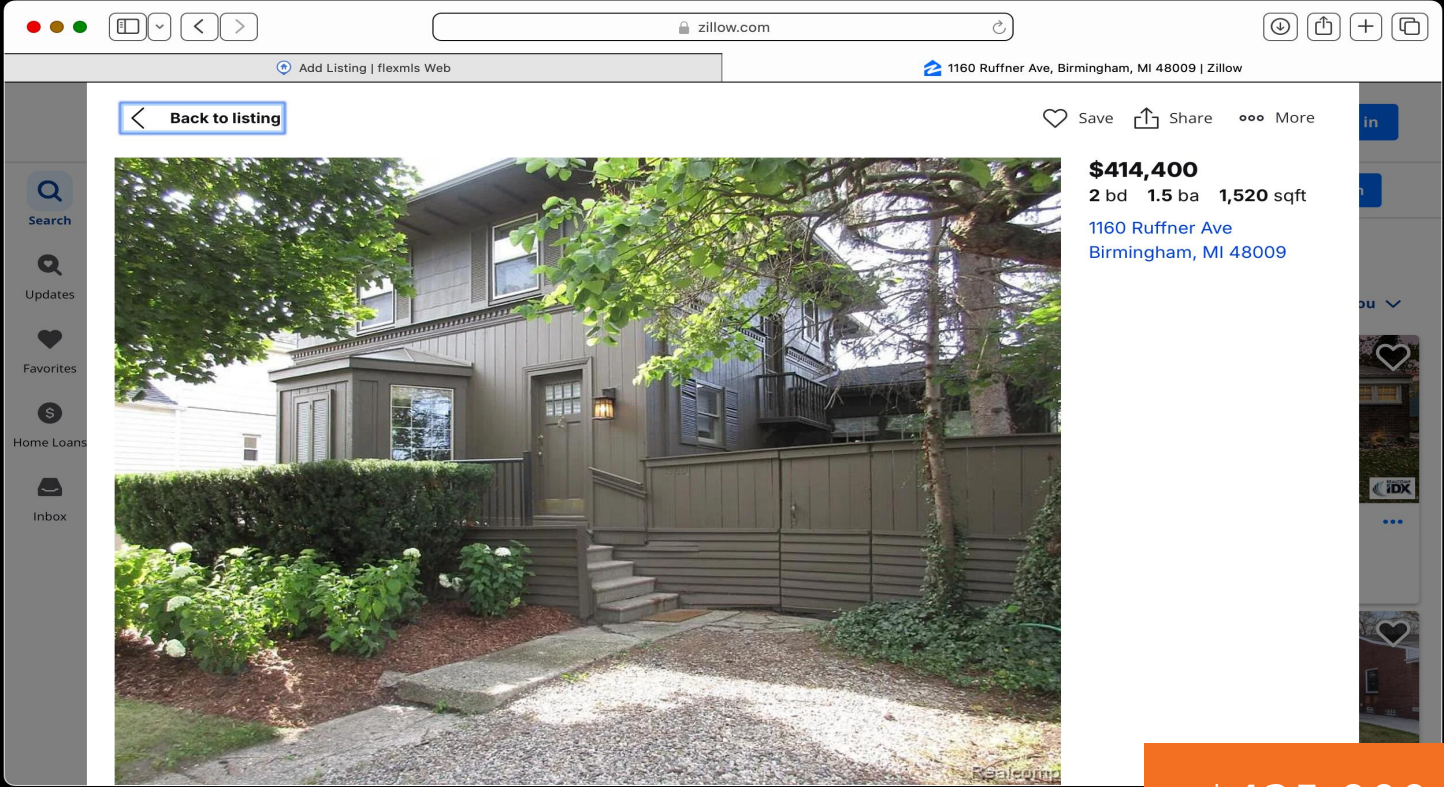 zillow.com
Add Listing | flexmls Web
1160 Ruffner Ave, Birmingham, MI 48009 | Zillow
Back to listing
Save
Share
More
in
$414,400
2 bd 1.5 ba 1,520 sqft
1160 Ruffner Ave
Birmingham, MI 48009
Search
Updates
ou
Favorites
Home Loans
IDX
Inbox
Realcomp